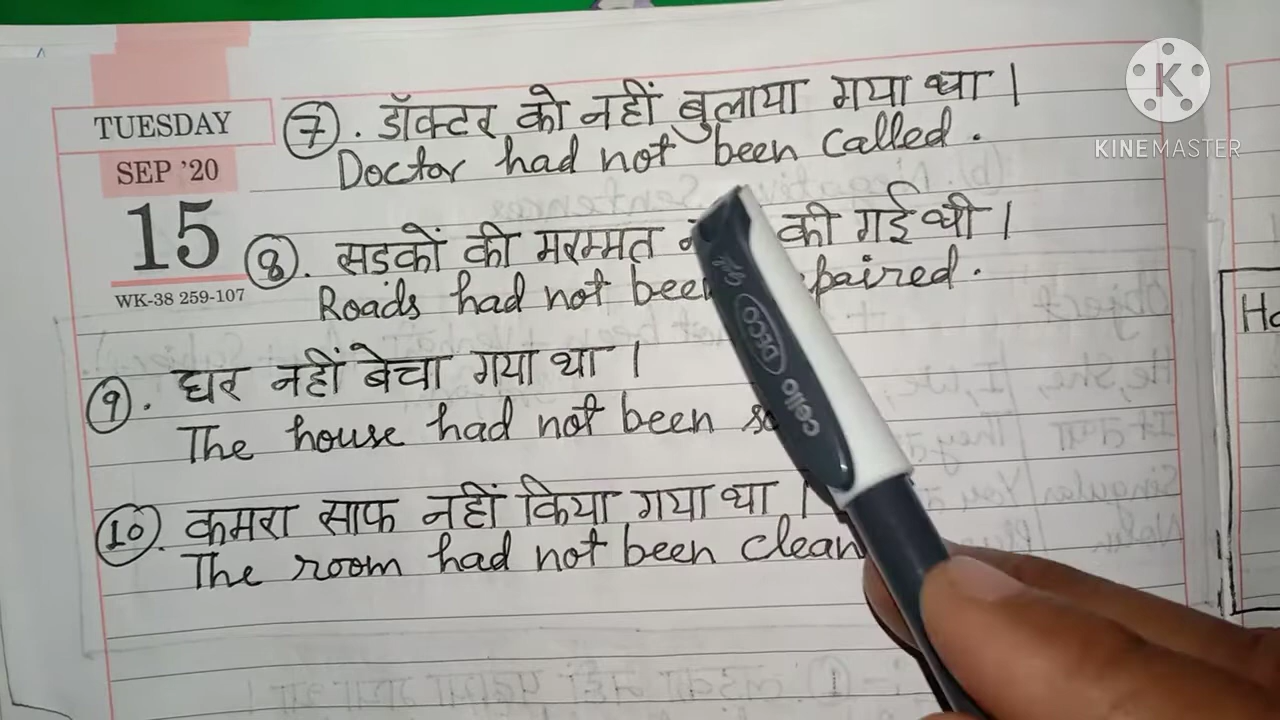 TUESDAY
SEP '20
15
WK-38 259-107
7. डॉक्टर को नहीं बुलाया गया था।
Doctor had not been called.
8. सड़कों की मरम्मत की गई थी।
Roads had not been
9. घर नहीं बेचा गया था।
The house had not been
10. कमरा साफ नहीं किया गया था।
The room had not been clean
cello
DECO
gel
K
KINEMASTER